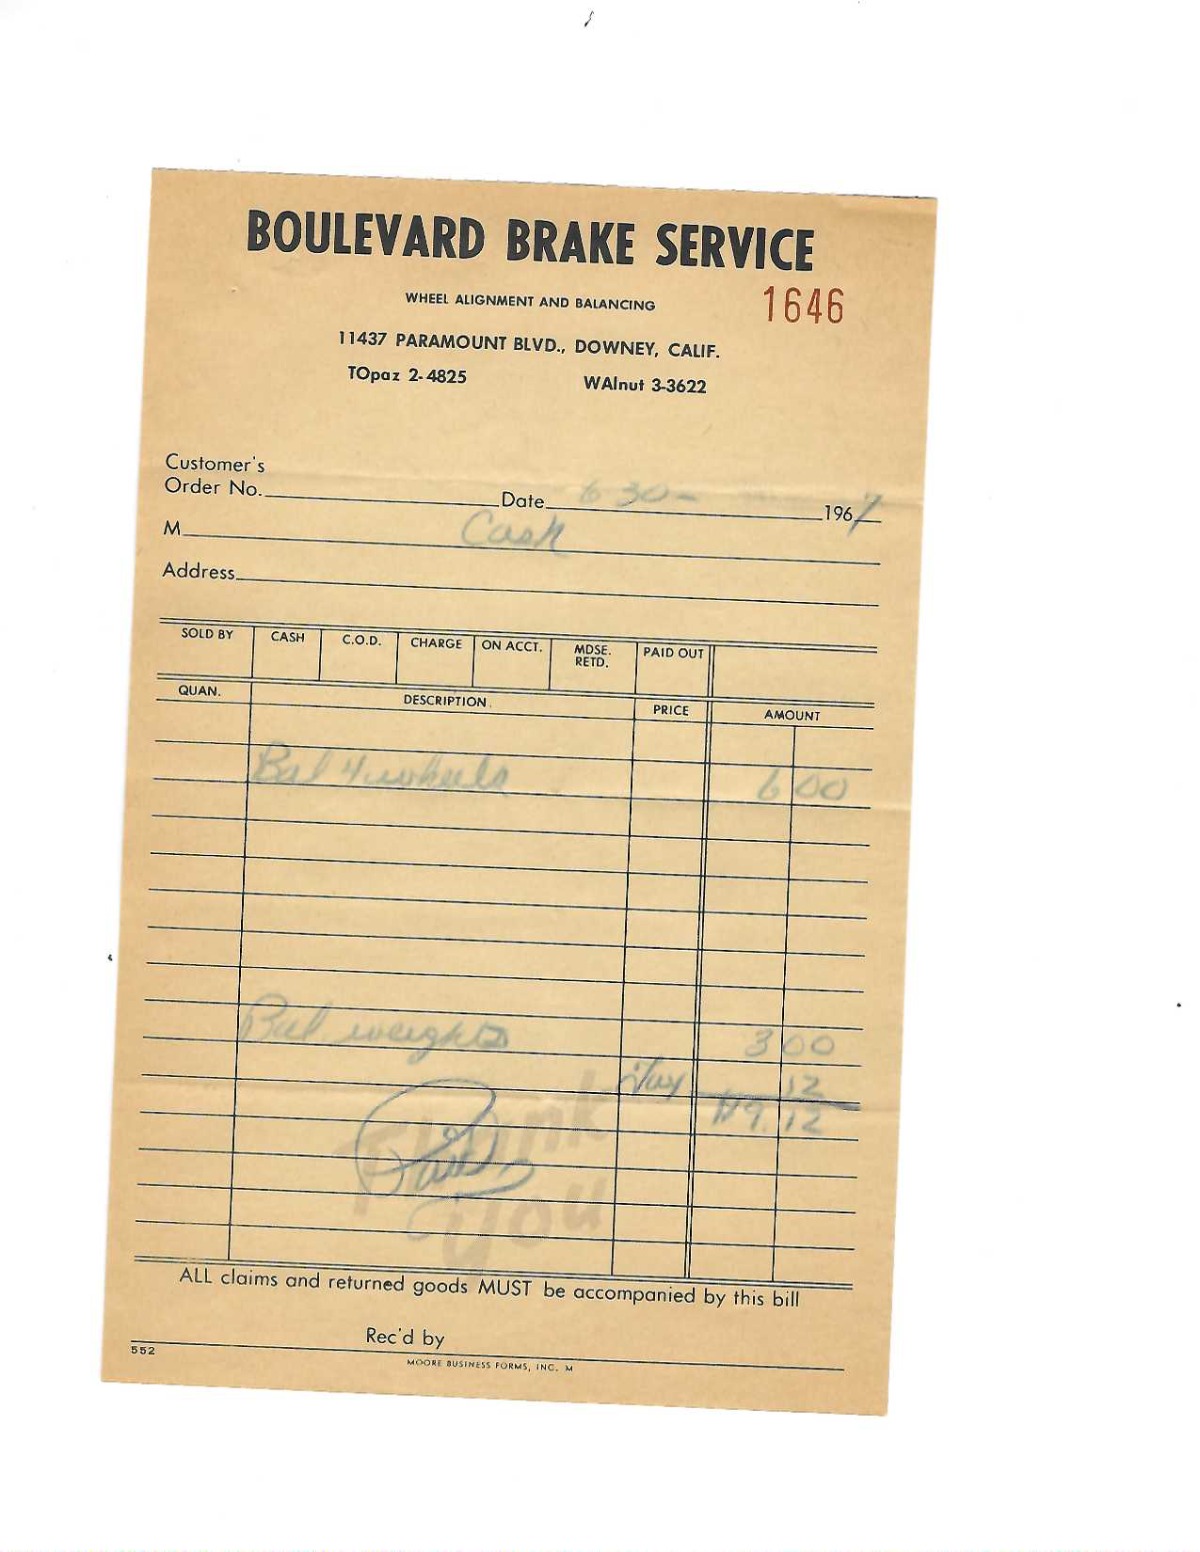 BOULEVARD BRAKE SERVICE
WHEEL ALIGNMENT AND BALANCING
1646
11437 PARAMOUNT BLVD., DOWNEY, CALIF.
TOpaz 2-4825 WAlnut 3-3622
Customer's
Order No. Date 6-30- 1967
M Cash
Address
SOLD BY CASH C.O.D. CHARGE ON ACCT. MDSE. RETD. PAID OUT
QUAN. DESCRIPTION PRICE AMOUNT
Bal 4 wheels 6 00
Bal weights 3 00
Tax 12
$9.12
Paid
Thank
you
ALL claims and returned goods MUST be accompanied by this bill
Rec'd by
552
MOORE BUSINESS FORMS, INC. M